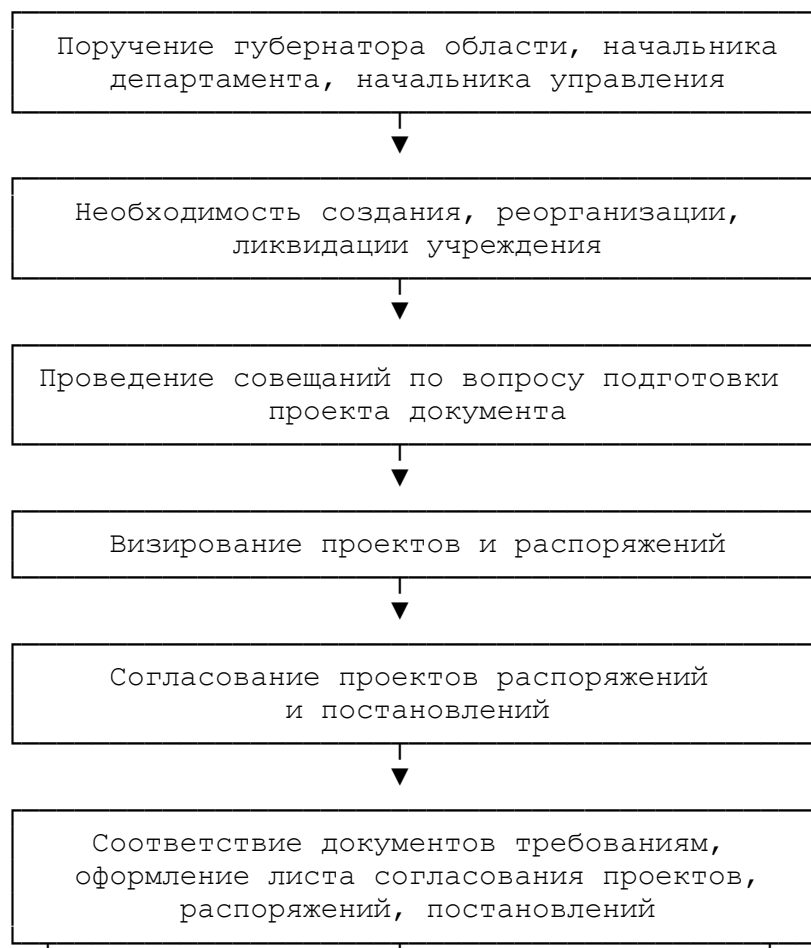 Поручение губернатора области, начальника
департамента, начальника управления
Необходимость создания, реорганизации,
ликвидации учреждения
Проведение совещаний по вопросу подготовки
проекта документа
Визирование проектов и распоряжений
Согласование проектов распоряжений
и постановлений
Соответствие документов требованиям,
оформление листа согласования проектов,
распоряжений, постановлений